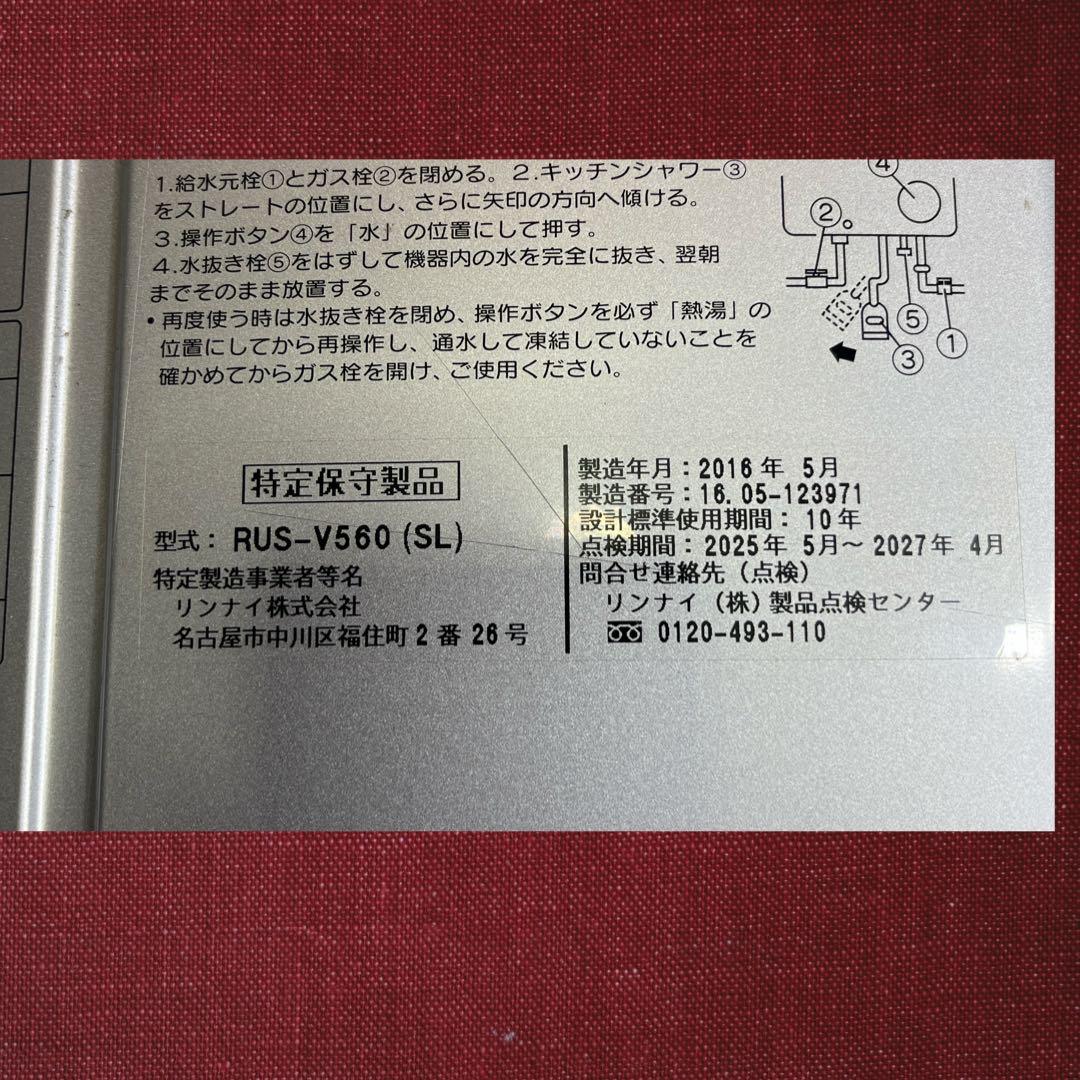 1.給水元栓①とガス栓②を閉める。2.キッチンシャワー③
をストレートの位置にし、さらに矢印の方向へ傾ける。
3.操作ボタン④を「水」の位置にして押す。
4.水抜き栓⑤をはずして機器内の水を完全に抜き、翌朝
までそのまま放置する。
•再度使う時は水抜き栓を閉め、操作ボタンを必ず「熱湯」の
位置にしてから再操作し、通水して凍結していないことを
確かめてからガス栓を開け、ご使用ください。
④
②
⑤
①
③
特定保守製品
型式：RUS-V560(SL)
特定製造事業者等名
リンナイ株式会社
名古屋市中川区福住町2番26号
製造年月：2016年 5月
製造番号：16.05-123971
設計標準使用期間：10年
点検期間：2025年 5月～2027年 4月
問合せ連絡先（点検）
リンナイ（株）製品点検センター
0120-493-110